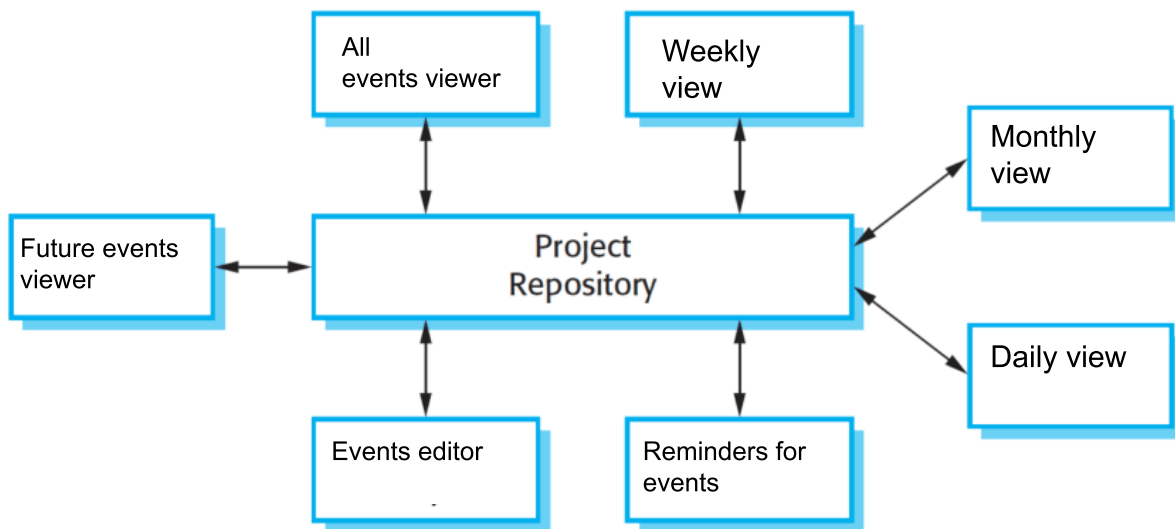 All
events viewer
Weekly
view
Monthly
view
Future events
viewer
Project
Repository
Daily view
Events editor
-
Reminders for
events